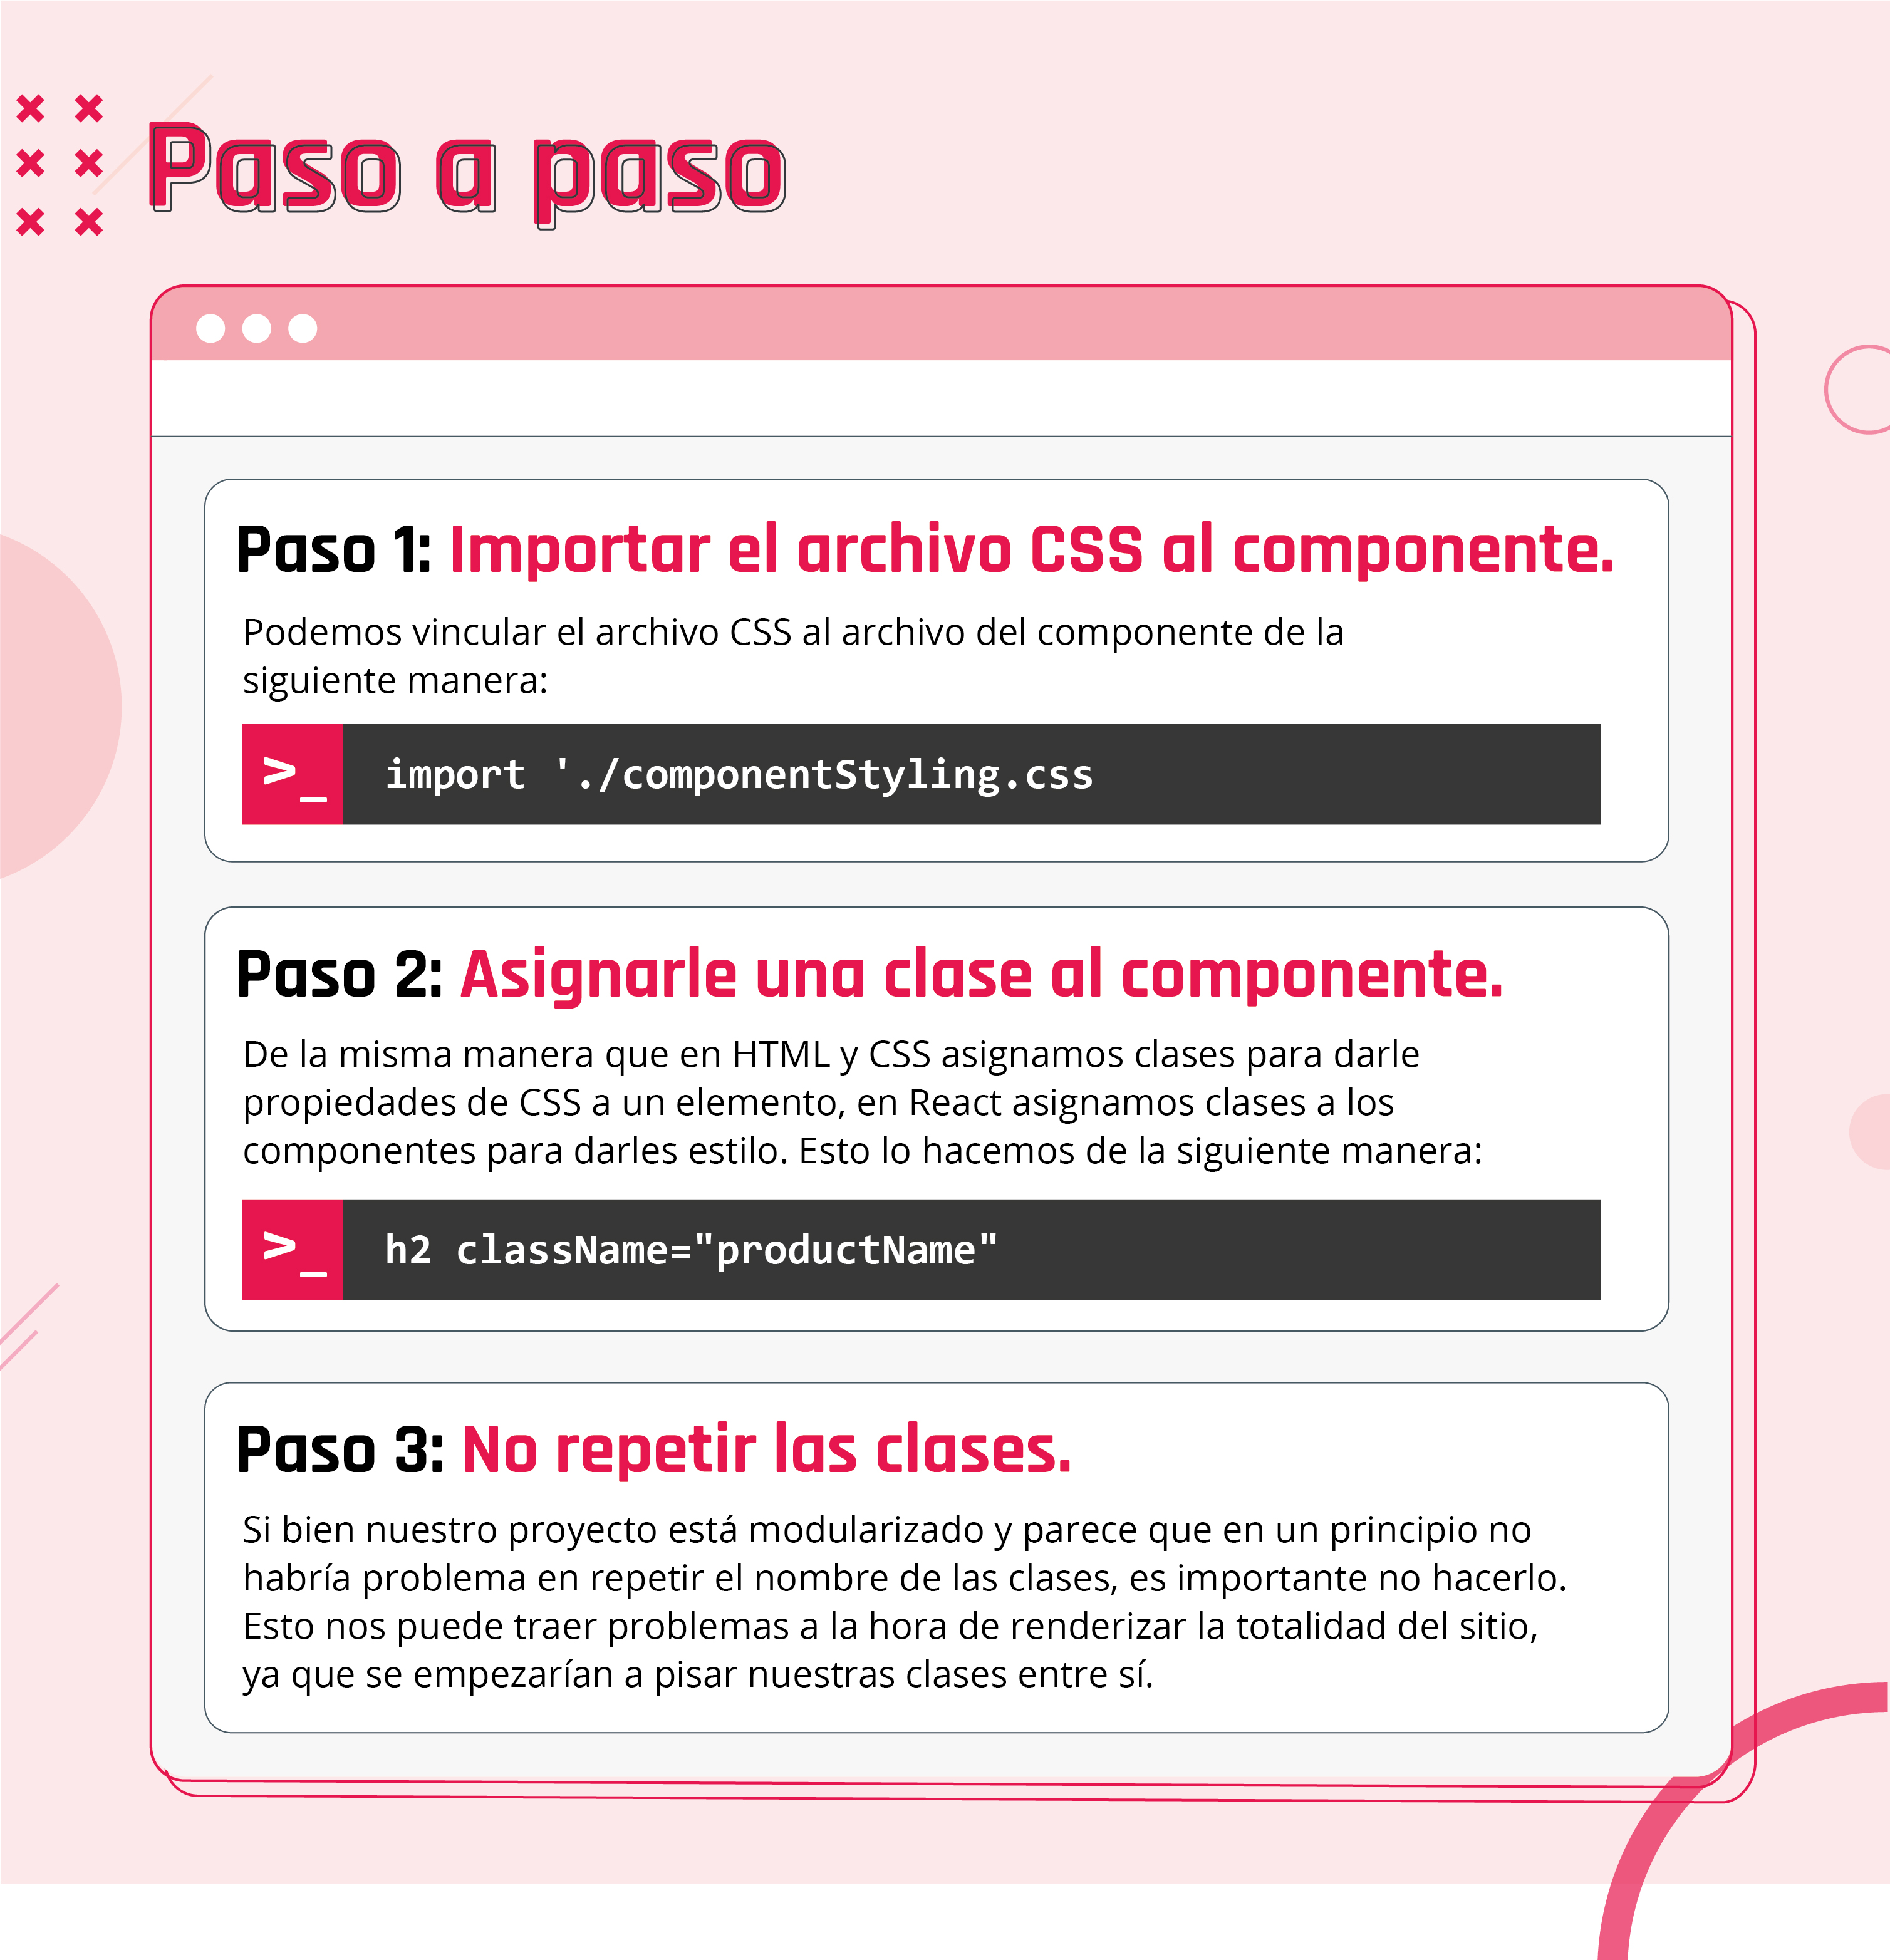 Paso a paso
Paso 1: Importar el archivo CSS al componente.
Podemos vincular el archivo CSS al archivo del componente de la
siguiente manera:
>_ import './componentStyling.css
Paso 2: Asignarle una clase al componente.
De la misma manera que en HTML y CSS asignamos clases para darle
propiedades de CSS a un elemento, en React asignamos clases a los
componentes para darles estilo. Esto lo hacemos de la siguiente manera:
>_ h2 className="productName"
Paso 3: No repetir las clases.
Si bien nuestro proyecto está modularizado y parece que en un principio no
habría problema en repetir el nombre de las clases, es importante no hacerlo.
Esto nos puede traer problemas a la hora de renderizar la totalidad del sitio,
ya que se empezarían a pisar nuestras clases entre sí.